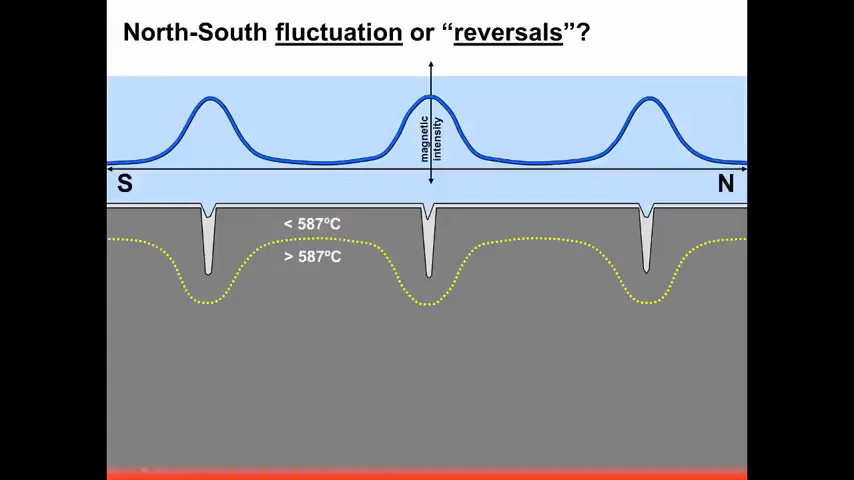 North-South fluctuation or “reversals”?
magnetic
intensity
S
N
< 587ºC
> 587ºC